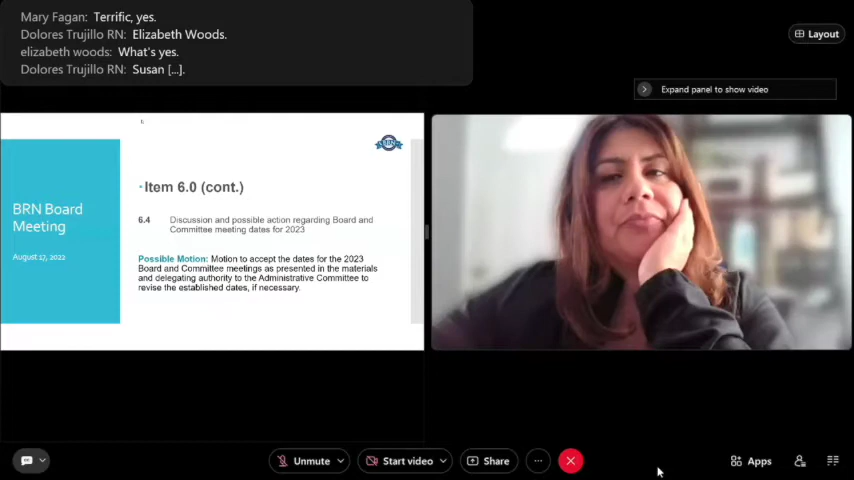 Mary Fagan: Terrific, yes.
Dolores Trujillo RN: Elizabeth Woods.
elizabeth woods: What's yes.
Dolores Trujillo RN: Susan [...].
Layout
Expand panel to show video
BRN
BRN Board
Meeting
August 17, 2022
•Item 6.0 (cont.)
6.4 Discussion and possible action regarding Board and
Committee meeting dates for 2023
Possible Motion: Motion to accept the dates for the 2023
Board and Committee meetings as presented in the materials
and delegating authority to the Administrative Committee to
revise the established dates, if necessary.
Unmute
Start video
Share
Apps